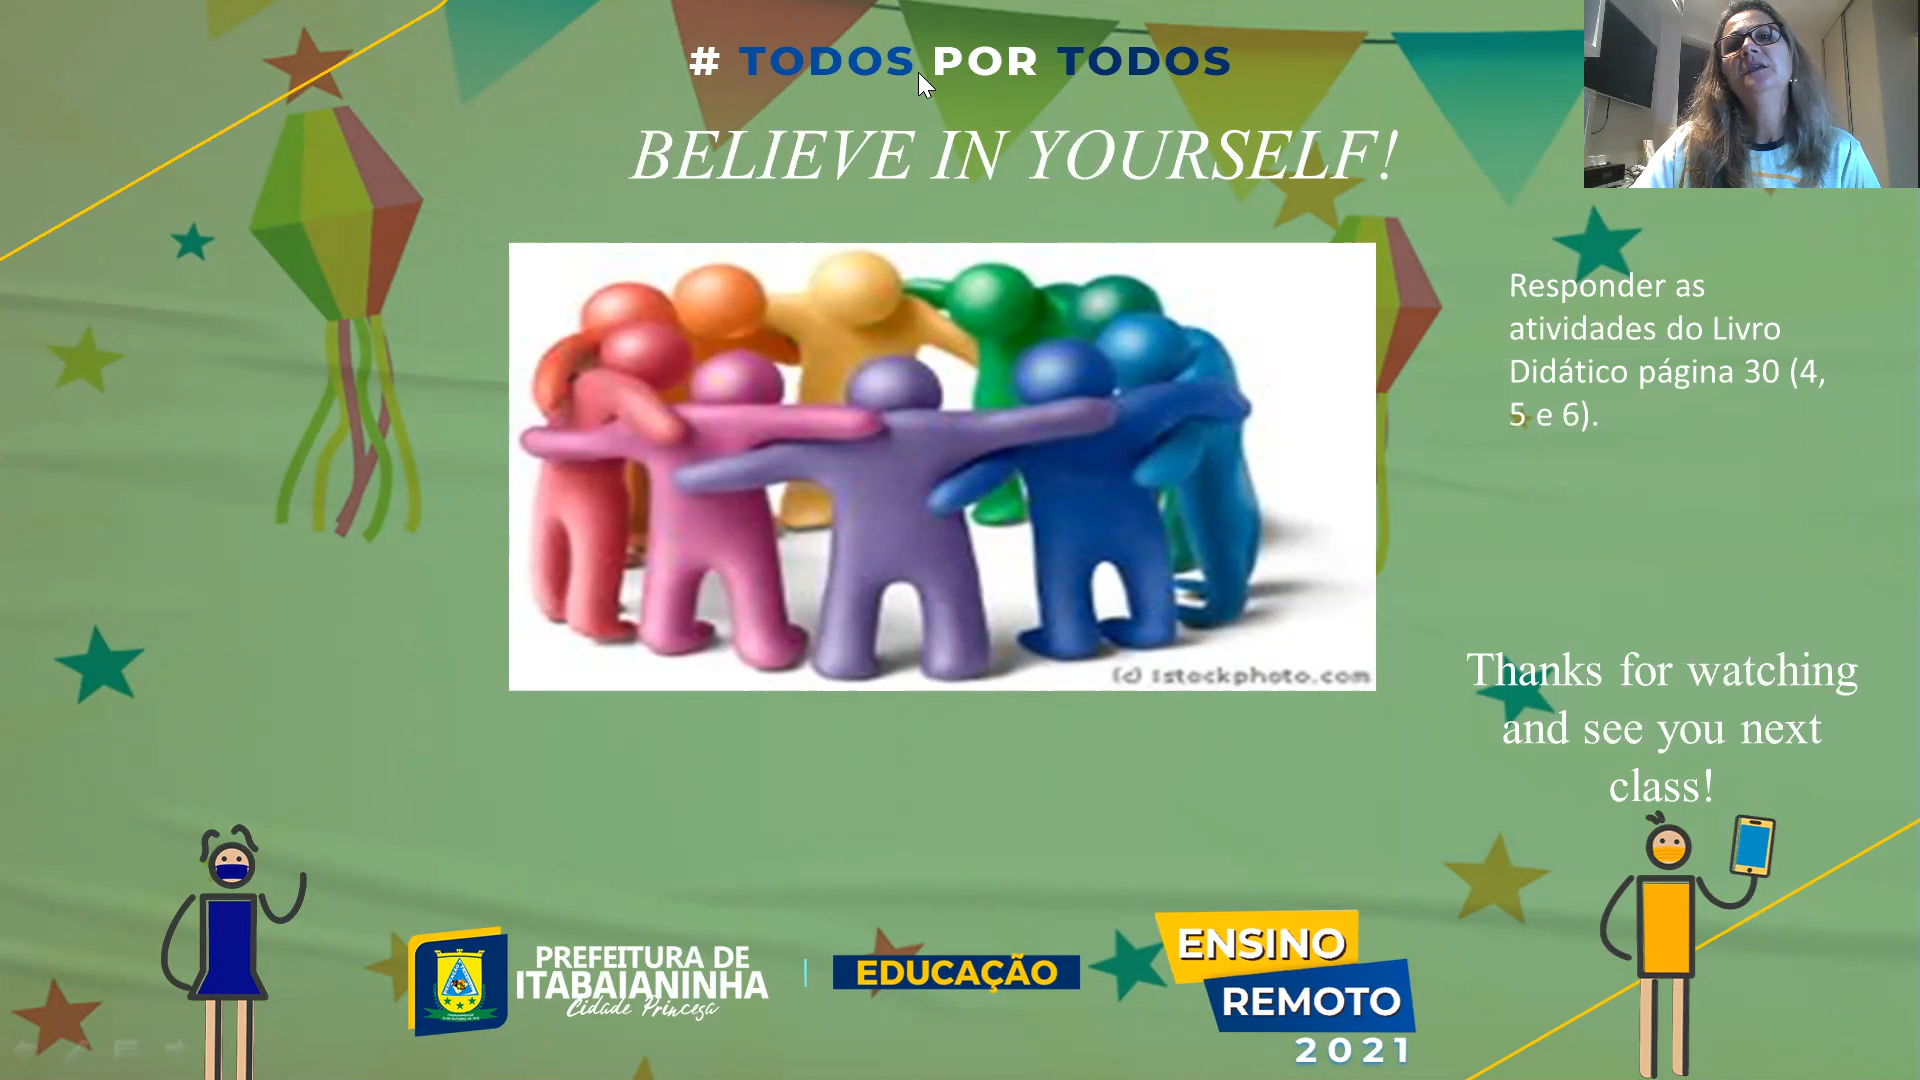 # TODOS POR TODOS
BELIEVE IN YOURSELF!
Responder as
atividades do Livro
Didático página 30 (4,
5 e 6).
(c) istockphoto.com
Thanks for watching
and see you next
class!
PREFEITURA DE
ITABAIANINHA
Cidade Princesa
EDUCAÇÃO
ENSINO
REMOTO
2021